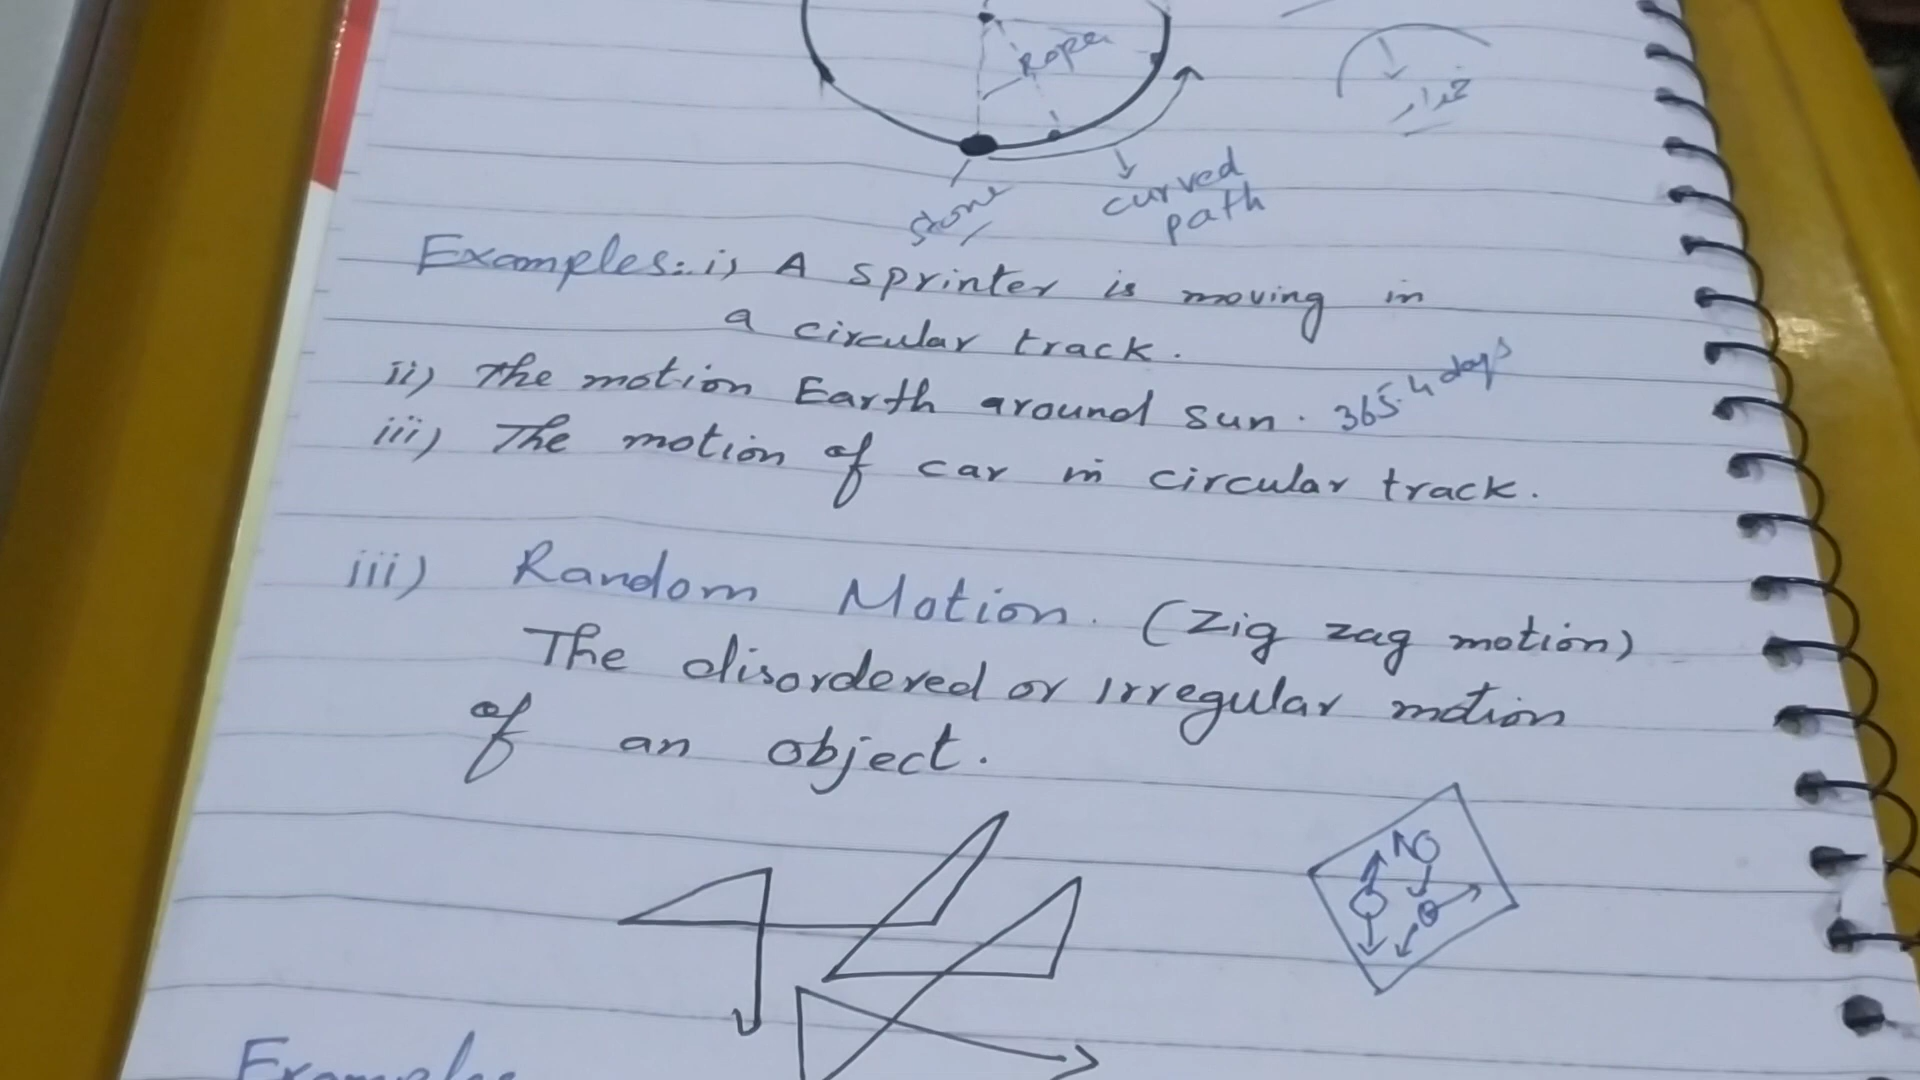 Rope
خمدار
stone
curved
path
Examples:. i) A sprinter is moving in
a circular track.
ii) The motion Earth around sun. 365.4 days
iii) The motion of car in circular track.
iii) Random Motion. (Zig zag motion)
The disordered or irregular motion
of an object.
Examples